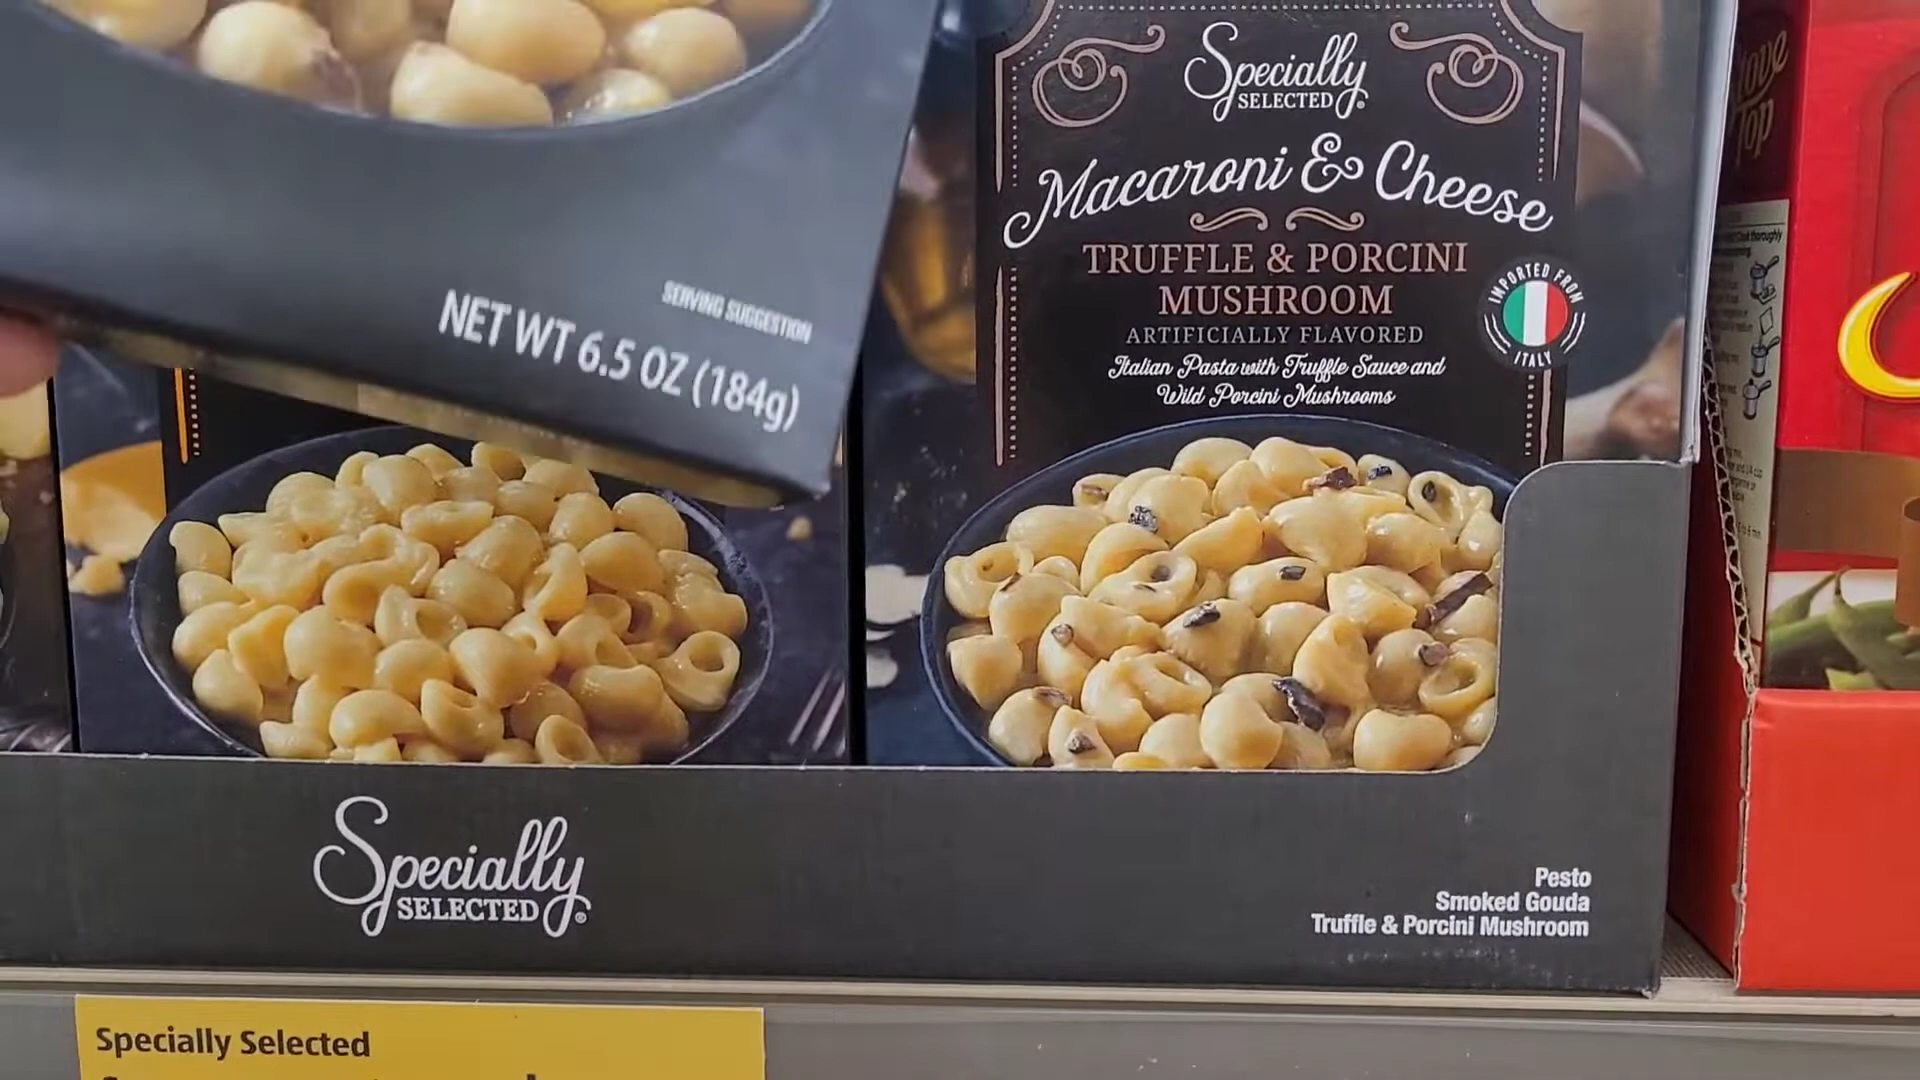 SERVING SUGGESTION
NET WT 6.5 OZ (184g)
Specially
SELECTED®
Macaroni & Cheese
TRUFFLE & PORCINI
MUSHROOM
ARTIFICIALLY FLAVORED
Italian Pasta with Truffle Sauce and
Wild Porcini Mushrooms
IMPORTED FROM
ITALY
Specially
SELECTED®
Pesto
Smoked Gouda
Truffle & Porcini Mushroom
Specially Selected
Top
thoroughly